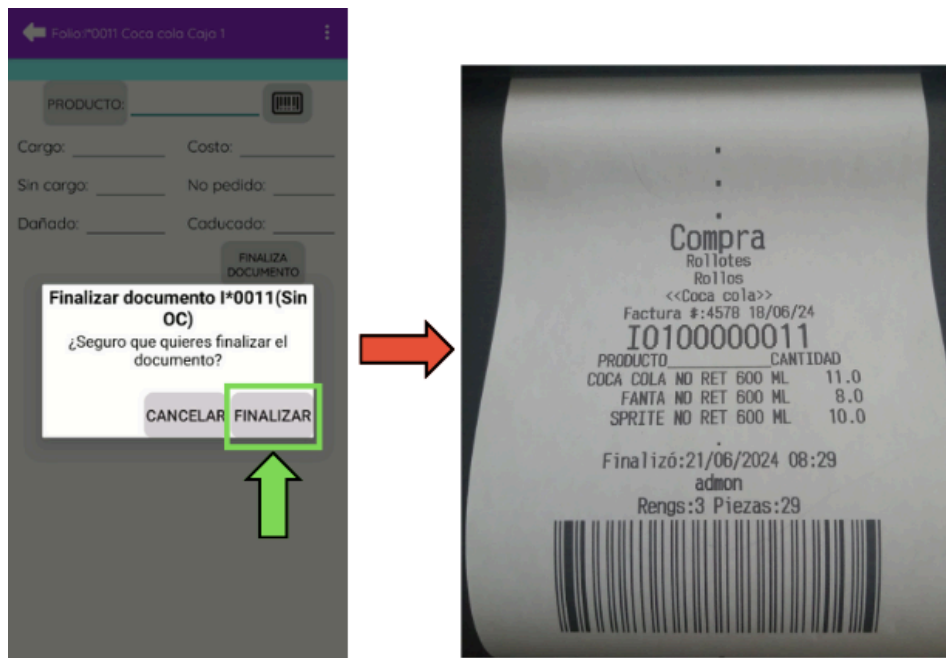 Folio:I*0011 Coca cola Caja 1
PRODUCTO:
Cargo: Costo:
Sin cargo: No pedido:
Dañado: Caducado:
FINALIZA
DOCUMENTO
Finalizar documento I*0011(Sin
OC)
¿Seguro que quieres finalizar el
documento?
CANCELAR FINALIZAR
Compra
Rollotes
Rollos
<<Coca cola>>
Factura #:4578 18/06/24
I0100000011
PRODUCTO____________CANTIDAD
COCA COLA NO RET 600 ML 11.0
FANTA NO RET 600 ML 8.0
SPRITE NO RET 600 ML 10.0
Finalizó:21/06/2024 08:29
admon
Rengs:3 Piezas:29